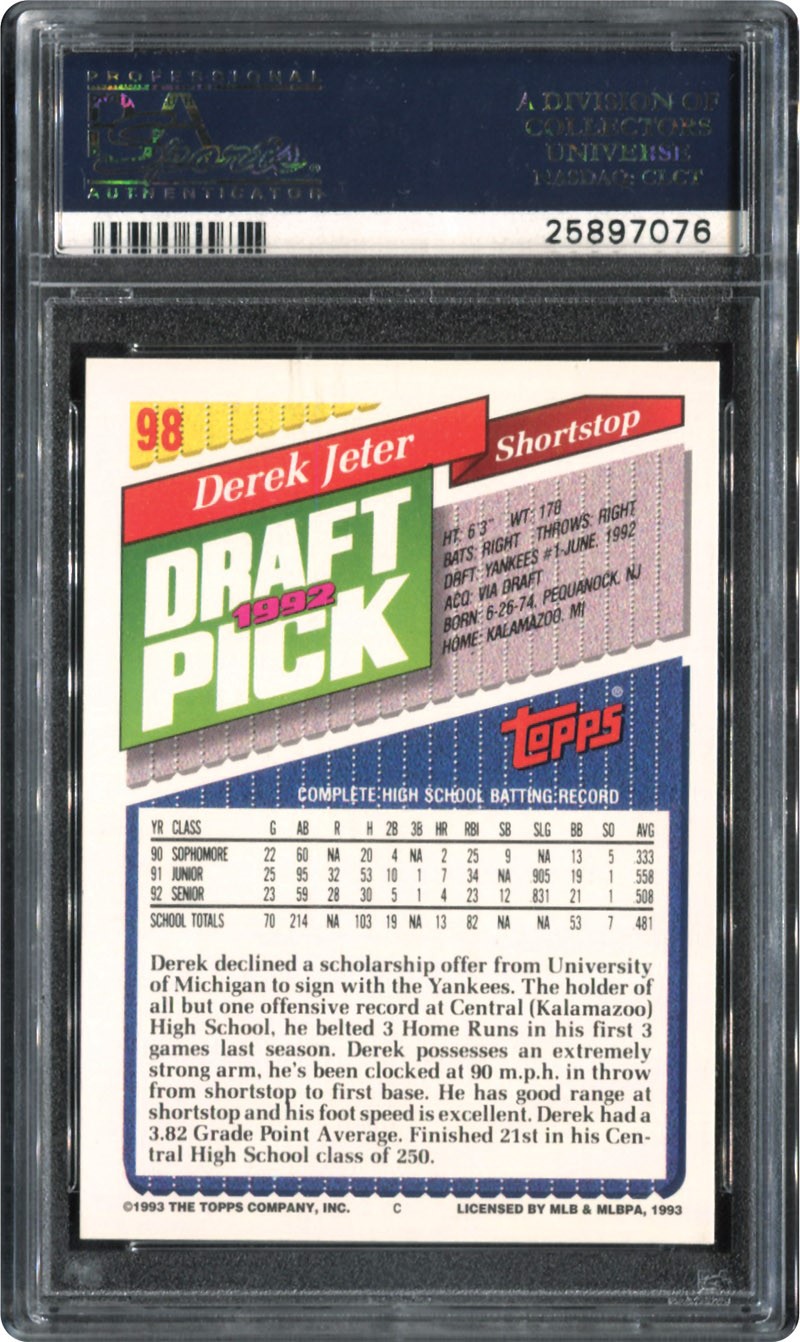 PROFESSIONAL
PSA
Sports
AUTHENTICATOR
A DIVISION OF
COLLECTORS
UNIVERSE
NASDAQ: CLCT
25897076
98
Derek Jeter
Shortstop
DRAFT
1992
PICK
HT: 6'3" WT: 178
BATS: RIGHT THROWS: RIGHT
DRFT: YANKEES #1-JUNE, 1992
ACQ: VIA DRAFT
BORN: 6-26-74, PEQUANOCK, NJ
HOME: KALAMAZOO, MI
topps®
COMPLETE HIGH SCHOOL BATTING RECORD
YR CLASS G AB R H 2B 3B HR RBI SB SLG BB SO AVG
90 SOPHOMORE 22 60 NA 20 4 NA 2 25 9 NA 13 5 .333
91 JUNIOR 25 95 32 53 10 1 7 34 NA .905 19 1 .558
92 SENIOR 23 59 28 30 5 1 4 23 12 .831 21 1 .508
SCHOOL TOTALS 70 214 NA 103 19 NA 13 82 NA NA 53 7 .481
Derek declined a scholarship offer from University
of Michigan to sign with the Yankees. The holder of
all but one offensive record at Central (Kalamazoo)
High School, he belted 3 Home Runs in his first 3
games last season. Derek possesses an extremely
strong arm, he's been clocked at 90 m.p.h. in throw
from shortstop to first base. He has good range at
shortstop and his foot speed is excellent. Derek had a
3.82 Grade Point Average. Finished 21st in his Cen-
tral High School class of 250.
©1993 THE TOPPS COMPANY, INC. C LICENSED BY MLB & MLBPA, 1993